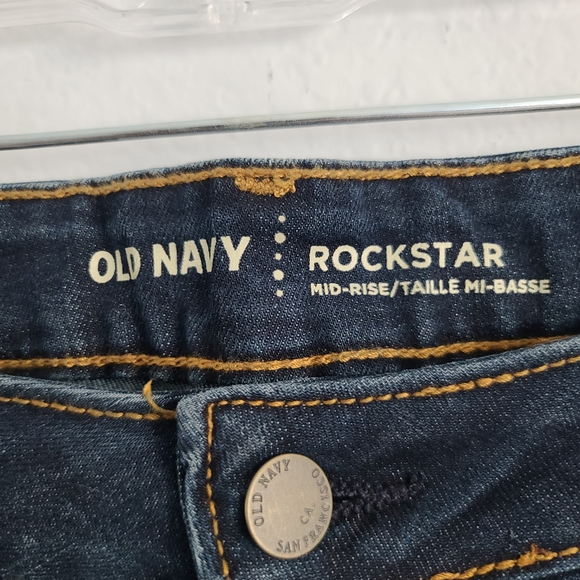 OLD NAVY
ROCKSTAR
MID-RISE/TAILLE MI-BASSE
OLD NAVY
CA.
SAN FRANCISCO